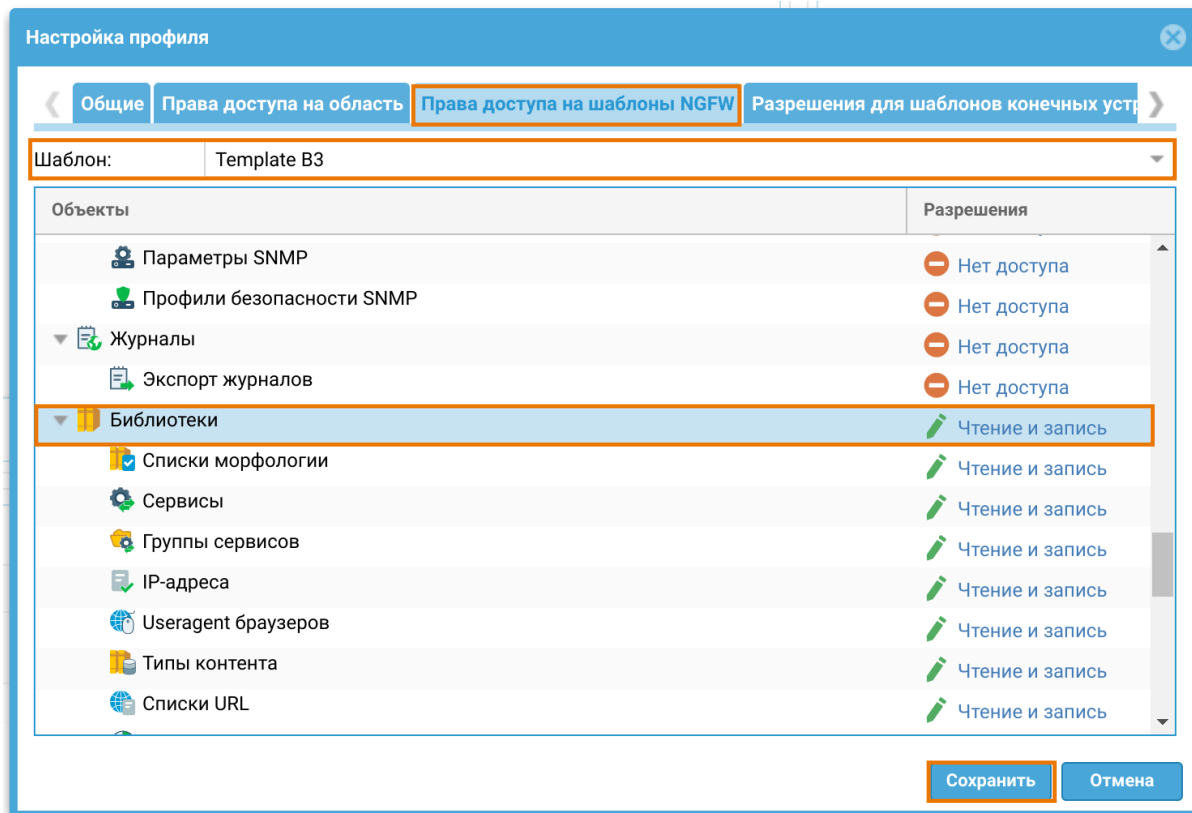 Настройка профиля
Общие Права доступа на область Права доступа на шаблоны NGFW Разрешения для шаблонов конечных устр
Шаблон: Template B3
Объекты Разрешения
Параметры SNMP Нет доступа
Профили безопасности SNMP Нет доступа
Журналы Нет доступа
Экспорт журналов Нет доступа
Библиотеки Чтение и запись
Списки морфологии Чтение и запись
Сервисы Чтение и запись
Группы сервисов Чтение и запись
IP-адреса Чтение и запись
Useragent браузеров Чтение и запись
Типы контента Чтение и запись
Списки URL Чтение и запись
Сохранить Отмена